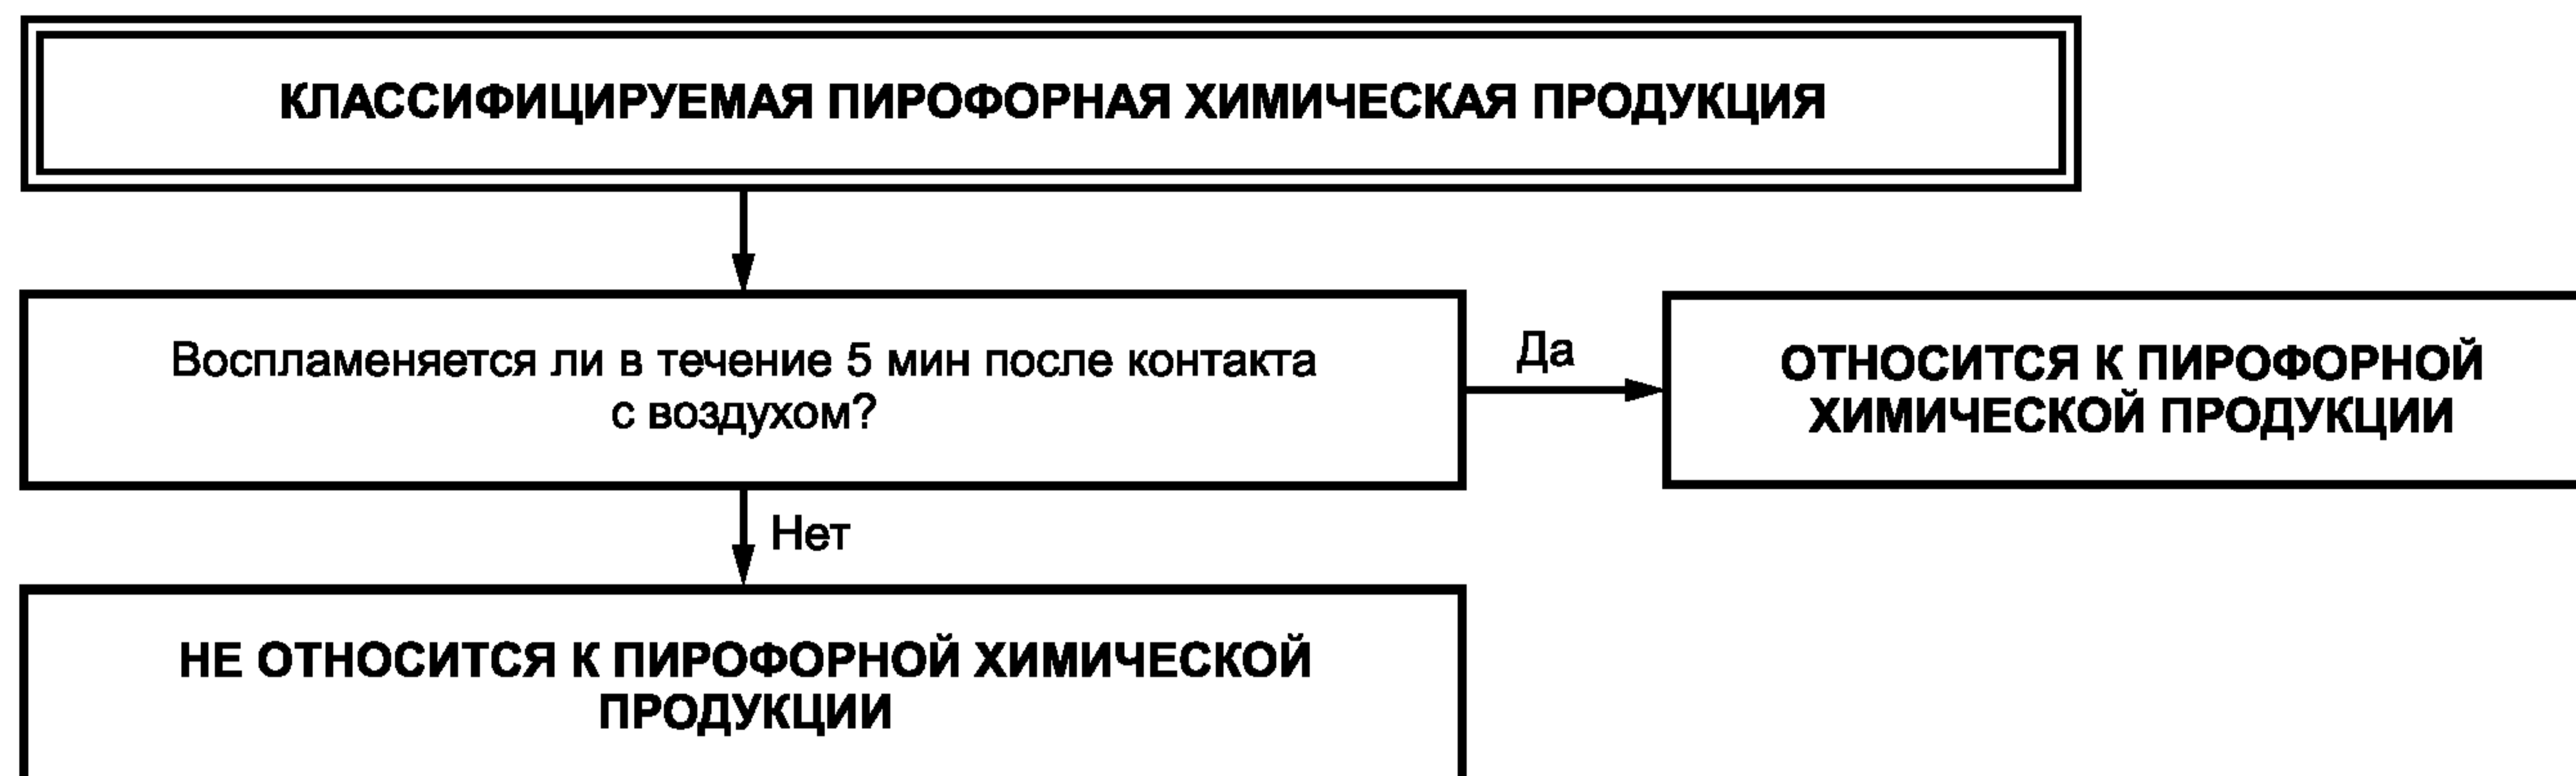 КЛАССИФИЦИРУЕМАЯ ПИРОФОРНАЯ ХИМИЧЕСКАЯ ПРОДУКЦИЯ
Воспламеняется ли в течение 5 мин после контакта
с воздухом?
Да
ОТНОСИТСЯ К ПИРОФОРНОЙ
ХИМИЧЕСКОЙ ПРОДУКЦИИ
Нет
НЕ ОТНОСИТСЯ К ПИРОФОРНОЙ ХИМИЧЕСКОЙ
ПРОДУКЦИИ